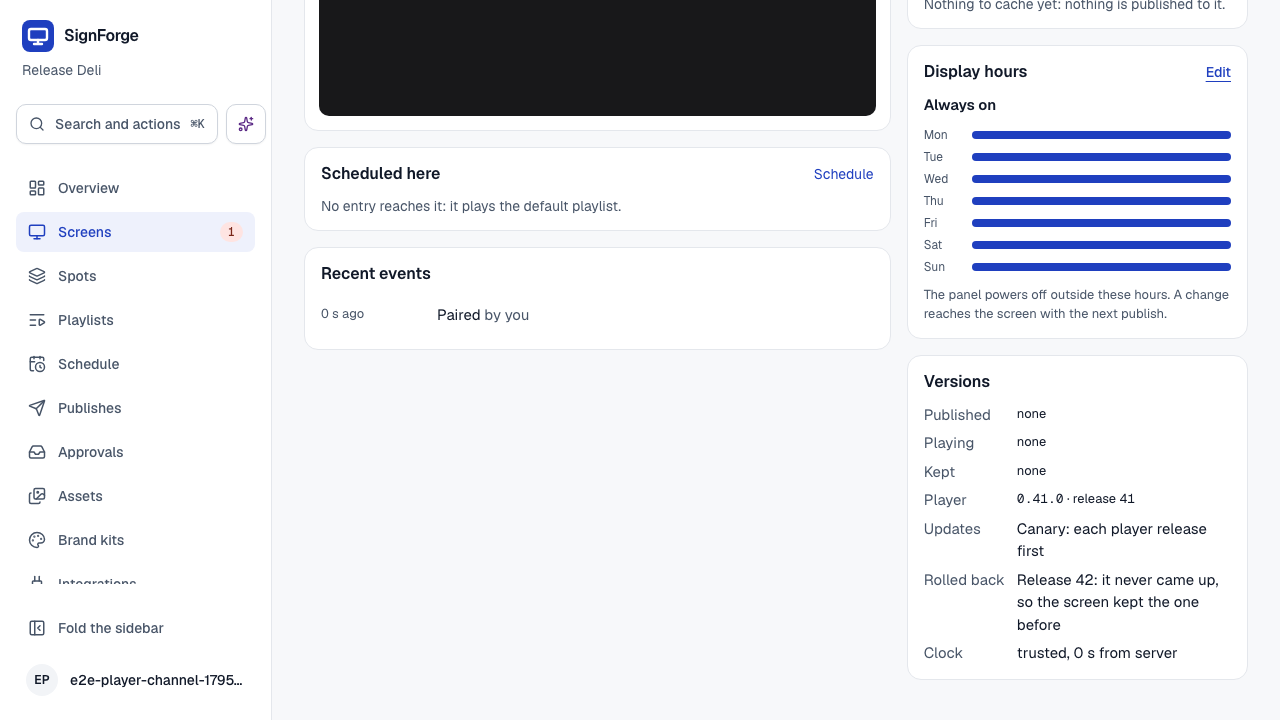 SignForge
Release Deli
Search and actions ⌘K
Overview
Screens 1
Spots
Playlists
Schedule
Publishes
Approvals
Assets
Brand kits
Integrations
Fold the sidebar
EP e2e-player-channel-1795…
Scheduled here Schedule
No entry reaches it: it plays the default playlist.
Recent events
0 s ago Paired by you
Nothing to cache yet: nothing is published to it.
Display hours Edit
Always on
Mon
Tue
Wed
Thu
Fri
Sat
Sun
The panel powers off outside these hours. A change
reaches the screen with the next publish.
Versions
Published none
Playing none
Kept none
Player 0.41.0 · release 41
Updates Canary: each player release
first
Rolled back Release 42: it never came up,
so the screen kept the one
before
Clock trusted, 0 s from server